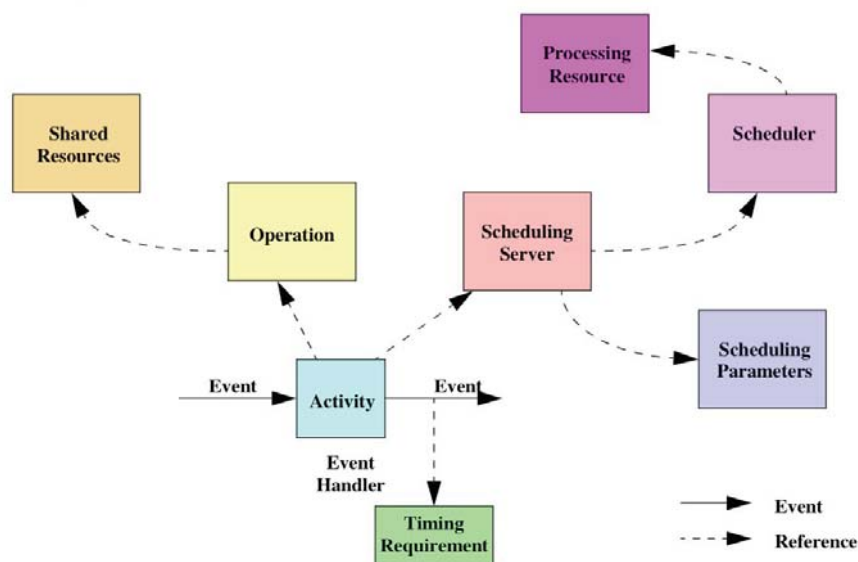 Processing
Resource
Shared
Resources
Scheduler
Operation
Scheduling
Server
Scheduling
Parameters
Event
Activity
Event
Event
Handler
Timing
Requirement
Event
Reference